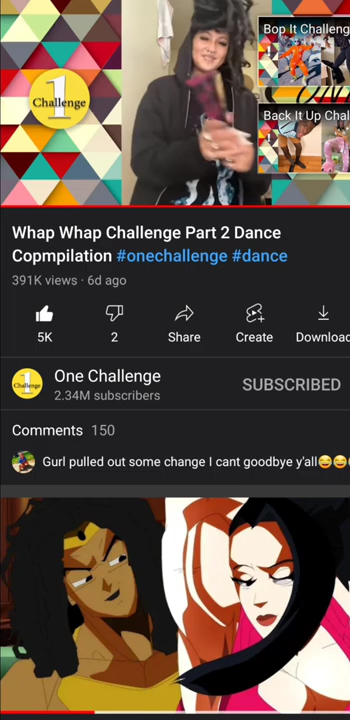 Bop It Challeng
1
Challenge
Back It Up Chal
Whap Whap Challenge Part 2 Dance
Copmpilation #onechallenge #dance
391K views · 6d ago
5K
2
Share
Create
Downloac
1
Challenge
One Challenge
2.34M subscribers
SUBSCRIBED
Comments 150
Gurl pulled out some change I cant goodbye y'all😂😂